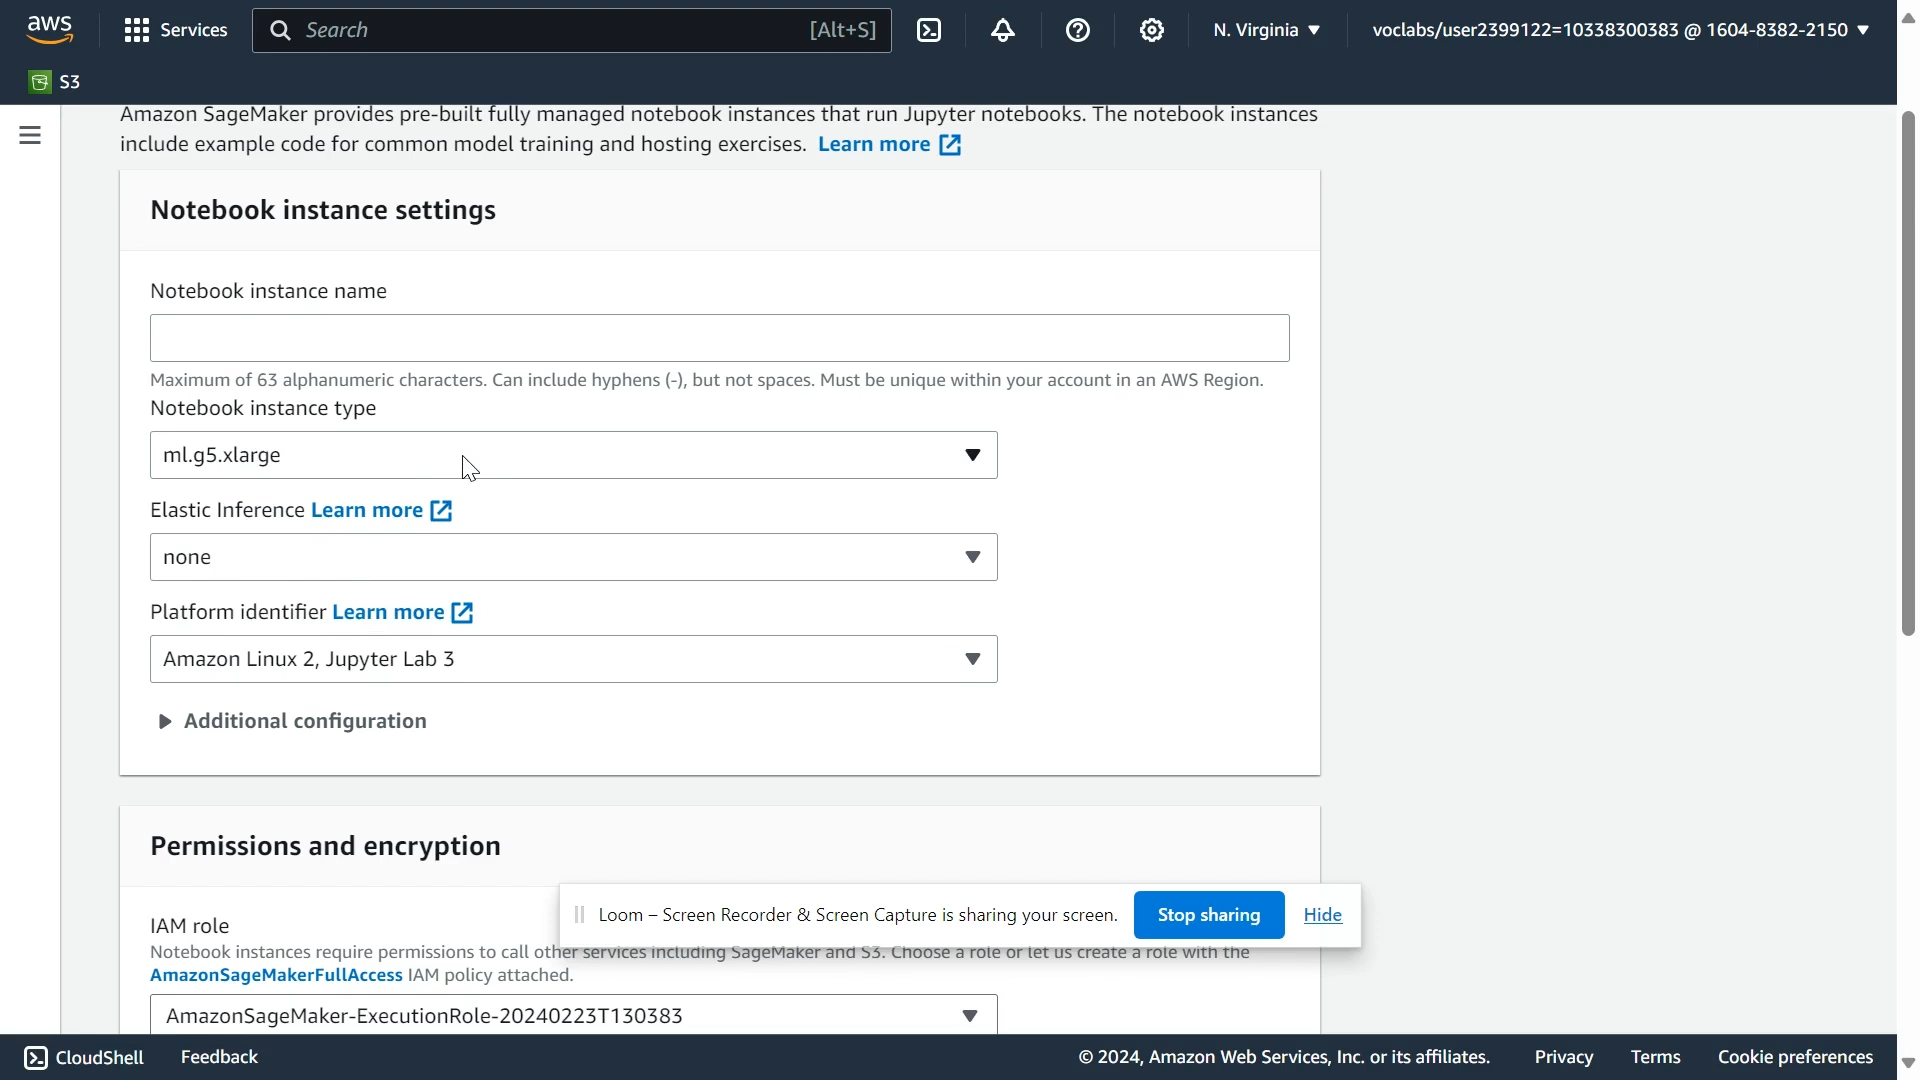 aws
Services
Search
[Alt+S]
N. Virginia
voclabs/user2399122=10338300383 @ 1604-8382-2150
S3
Amazon SageMaker provides pre-built fully managed notebook instances that run Jupyter notebooks. The notebook instances
include example code for common model training and hosting exercises. Learn more
Notebook instance settings
Notebook instance name
Maximum of 63 alphanumeric characters. Can include hyphens (-), but not spaces. Must be unique within your account in an AWS Region.
Notebook instance type
ml.g5.xlarge
Elastic Inference Learn more
none
Platform identifier Learn more
Amazon Linux 2, Jupyter Lab 3
Additional configuration
Permissions and encryption
Loom – Screen Recorder & Screen Capture is sharing your screen.
Stop sharing
Hide
IAM role
Notebook instances require permissions to call other services including SageMaker and S3. Choose a role or let us create a role with the
AmazonSageMakerFullAccess IAM policy attached.
AmazonSageMaker-ExecutionRole-20240223T130383
CloudShell
Feedback
© 2024, Amazon Web Services, Inc. or its affiliates.
Privacy
Terms
Cookie preferences